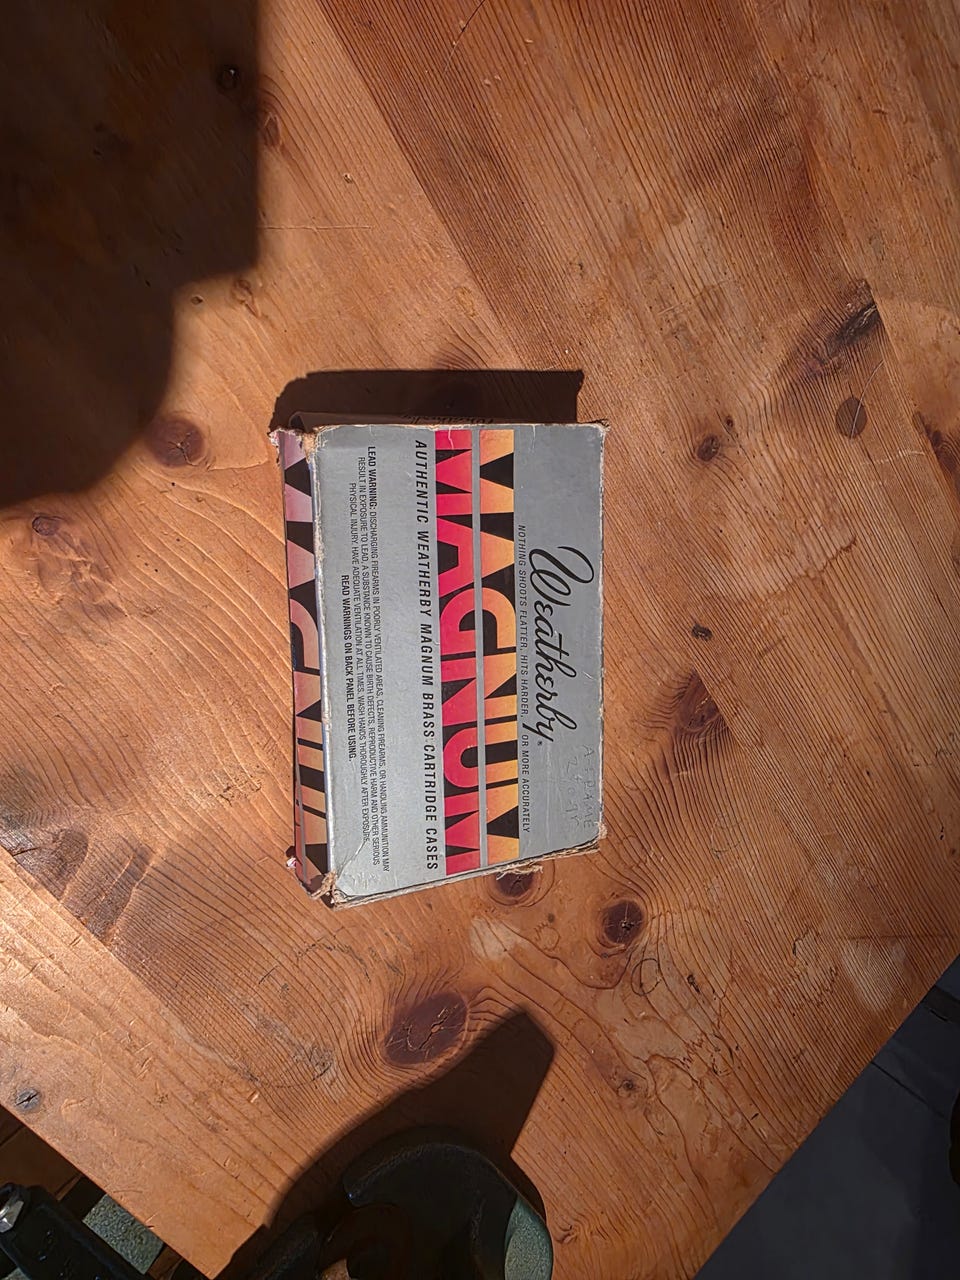 Weatherby®
NOTHING SHOOTS FLATTER, HITS HARDER, OR MORE ACCURATELY
MAGNUM
AUTHENTIC WEATHERBY MAGNUM BRASS CARTRIDGE CASES
LEAD WARNING: DISCHARGING FIREARMS IN POORLY VENTILATED AREAS, CLEANING FIREARMS, OR HANDLING AMMUNITION MAY
RESULT IN EXPOSURE TO LEAD, A SUBSTANCE KNOWN TO CAUSE BIRTH DEFECTS, REPRODUCTIVE HARM AND OTHER SERIOUS
PHYSICAL INJURY. HAVE ADEQUATE VENTILATION AT ALL TIMES. WASH HANDS THOROUGHLY AFTER EXPOSURE.
READ WARNINGS ON BACK PANEL BEFORE USING.
MAGNUM